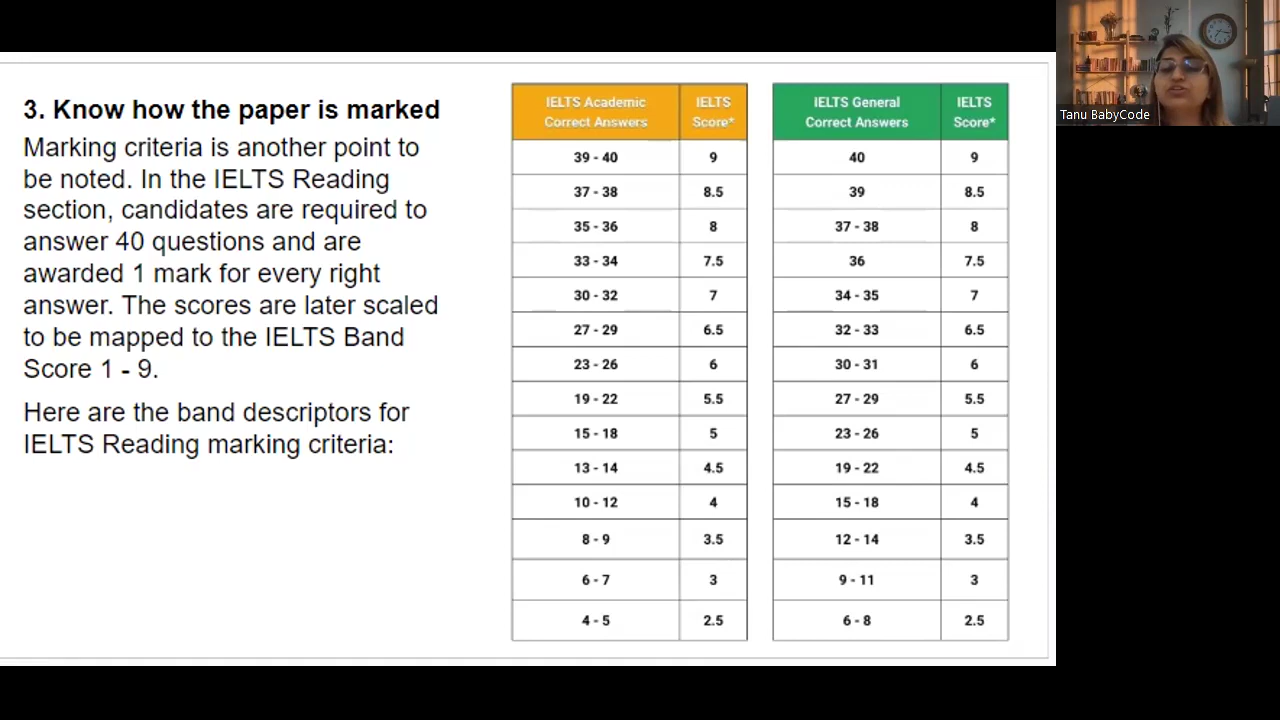 3. Know how the paper is marked
Marking criteria is another point to
be noted. In the IELTS Reading
section, candidates are required to
answer 40 questions and are
awarded 1 mark for every right
answer. The scores are later scaled
to be mapped to the IELTS Band
Score 1 - 9.
Here are the band descriptors for
IELTS Reading marking criteria:
IELTS Academic
Correct Answers
IELTS
Score*
39 - 40 9
37 - 38 8.5
35 - 36 8
33 - 34 7.5
30 - 32 7
27 - 29 6.5
23 - 26 6
19 - 22 5.5
15 - 18 5
13 - 14 4.5
10 - 12 4
8 - 9 3.5
6 - 7 3
4 - 5 2.5
IELTS General
Correct Answers
IELTS
Score*
40 9
39 8.5
37 - 38 8
36 7.5
34 - 35 7
32 - 33 6.5
30 - 31 6
27 - 29 5.5
23 - 26 5
19 - 22 4.5
15 - 18 4
12 - 14 3.5
9 - 11 3
6 - 8 2.5
Tanu BabyCode